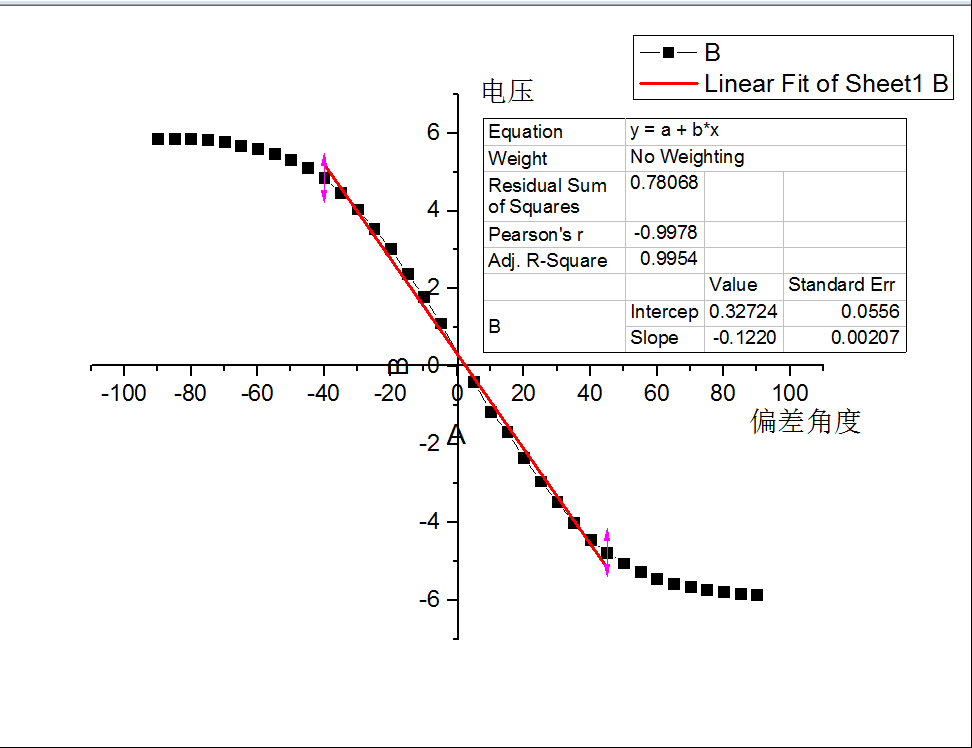 B
Linear Fit of Sheet1 B
电压
Equation y = a + b*x
Weight No Weighting
Residual Sum of Squares 0.78068
Pearson's r -0.9978
Adj. R-Square 0.9954
Value Standard Err
B Intercep 0.32724 0.0556
Slope -0.1220 0.00207
6
4
2
0
-2
-4
-6
B
-100 -80 -60 -40 -20 0 20 40 60 80 100
偏差角度
A